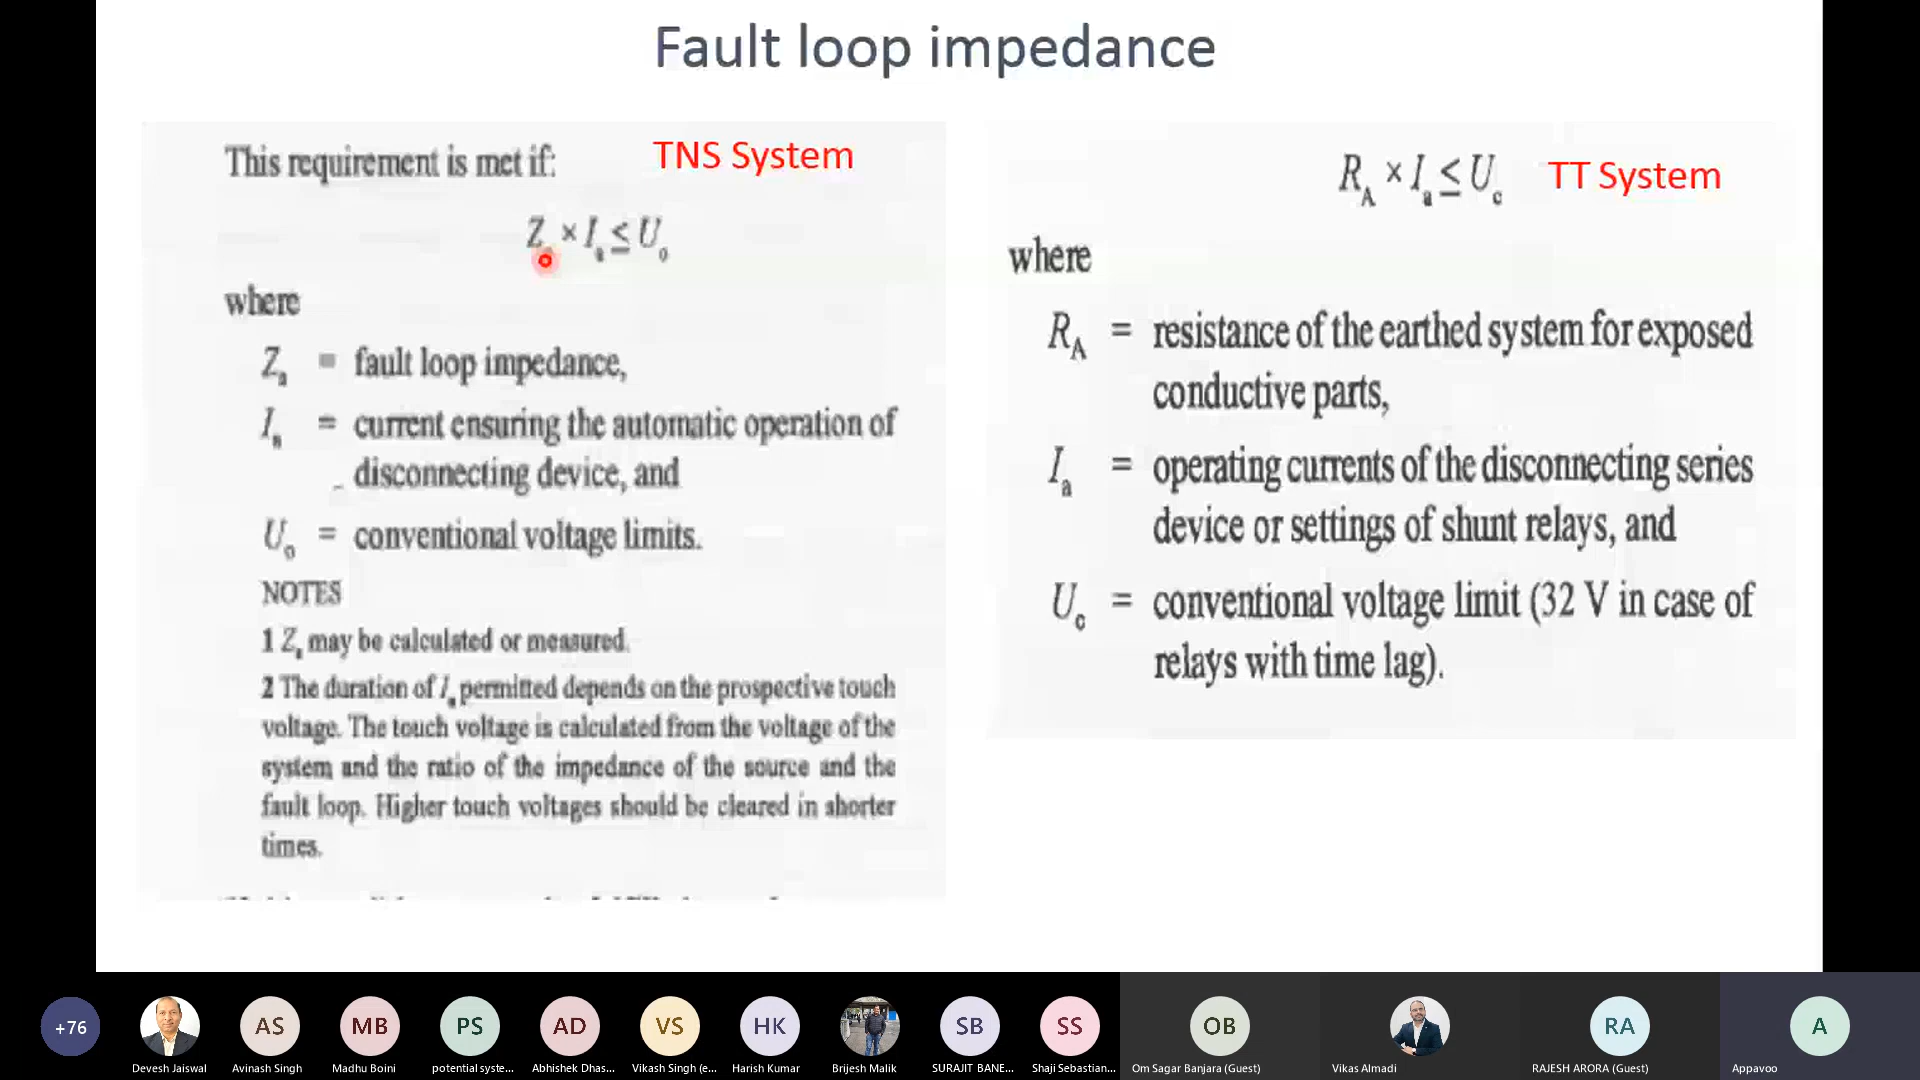 Fault loop impedance
This requirement is met if:
TNS System
Z × Iₐ ≤ U₀
where
Zₐ = fault loop impedance,
Iₐ = current ensuring the automatic operation of
disconnecting device, and
U₀ = conventional voltage limits.
NOTES
1 Zₐ may be calculated or measured.
2 The duration of Iₐ permitted depends on the prospective touch
voltage. The touch voltage is calculated from the voltage of the
system and the ratio of the impedance of the source and the
fault loop. Higher touch voltages should be cleared in shorter
times.
R_A × Iₐ ≤ U_c
TT System
where
R_A = resistance of the earthed system for exposed
conductive parts,
Iₐ = operating currents of the disconnecting series
device or settings of shunt relays, and
U_c = conventional voltage limit (32 V in case of
relays with time lag).
+76
AS
MB
PS
AD
VS
HK
SB
SS
OB
RA
A
Devesh Jaiswal
Avinash Singh
Madhu Boini
potential syste...
Abhishek Dhas...
Vikash Singh (e...
Harish Kumar
Brijesh Malik
SURAJIT BANE...
Shaji Sebastian...
Om Sagar Banjara (Guest)
Vikas Almadi
RAJESH ARORA (Guest)
Appavoo